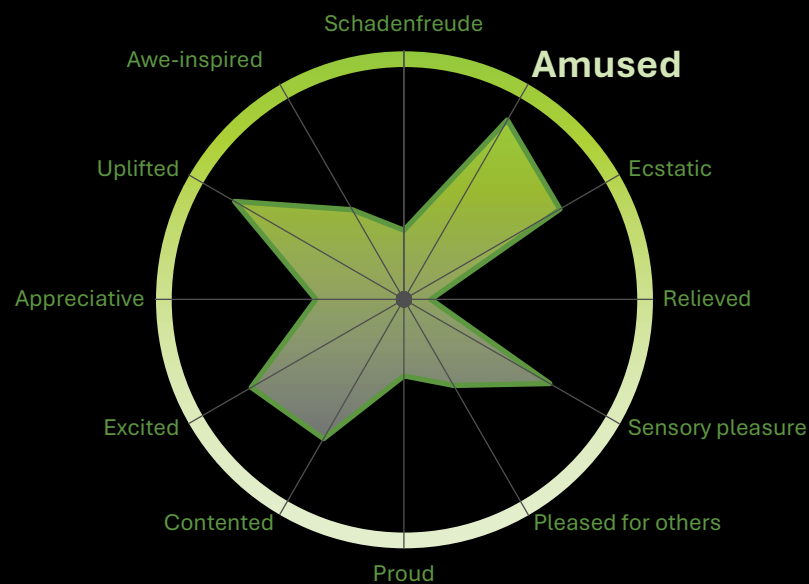 Schadenfreude
Awe-inspired
Amused
Uplifted
Ecstatic
Appreciative
Relieved
Excited
Sensory pleasure
Contented
Pleased for others
Proud